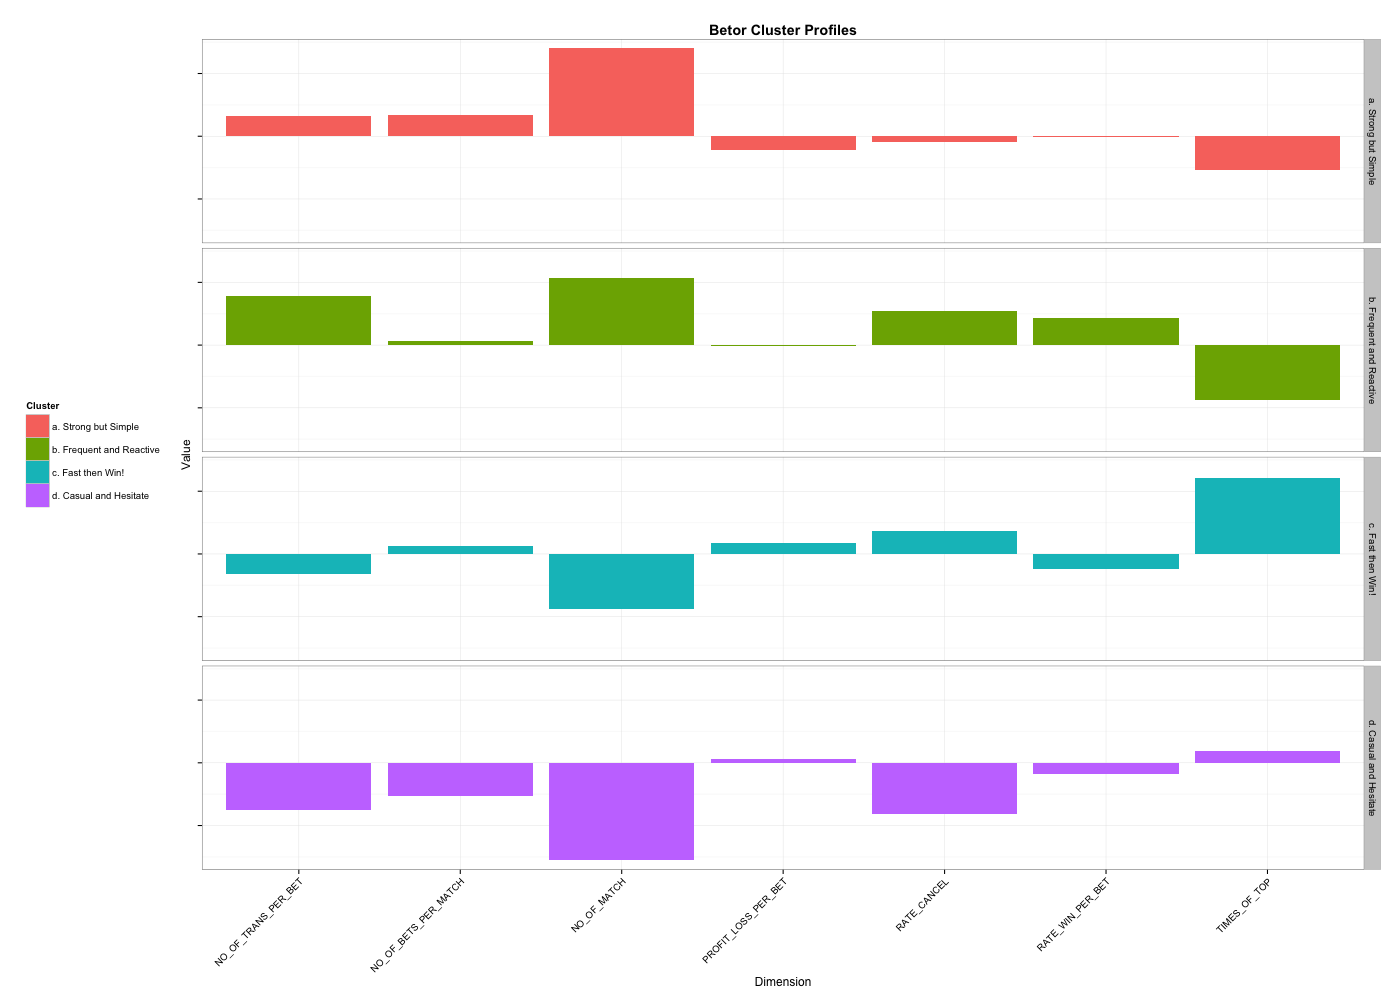 Betor Cluster Profiles
a. Strong but Simple
b. Frequent and Reactive
c. Fast then Win!
d. Casual and Hesitate
Cluster
a. Strong but Simple
b. Frequent and Reactive
c. Fast then Win!
d. Casual and Hesitate
Value
NO_OF_TRANS_PER_BET
NO_OF_BETS_PER_MATCH
NO_OF_MATCH
PROFIT_LOSS_PER_BET
RATE_CANCEL
RATE_WIN_PER_BET
TIMES_OF_TOP
Dimension